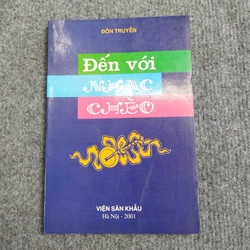 ĐÔN TRUYỀN
Đến với
NHẠC
CHÈO
VIỆN SÂN KHẤU
Hà Nội - 2001